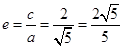 e = c/a = 2/√5 = 2√5/5